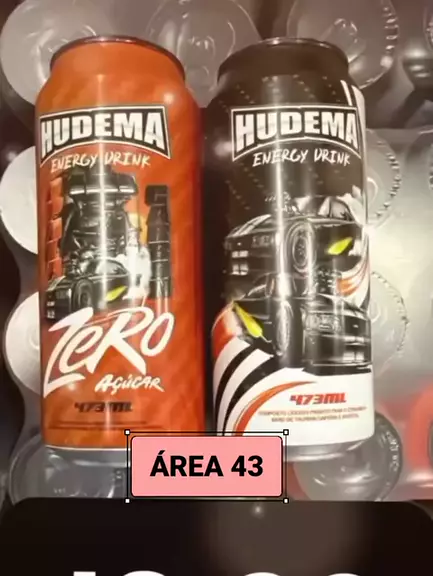 HUDEMA
ENERGY DRINK
ZERO
AÇÚCAR
473ML
HUDEMA
ENERGY DRINK
473ML
ÁREA 43